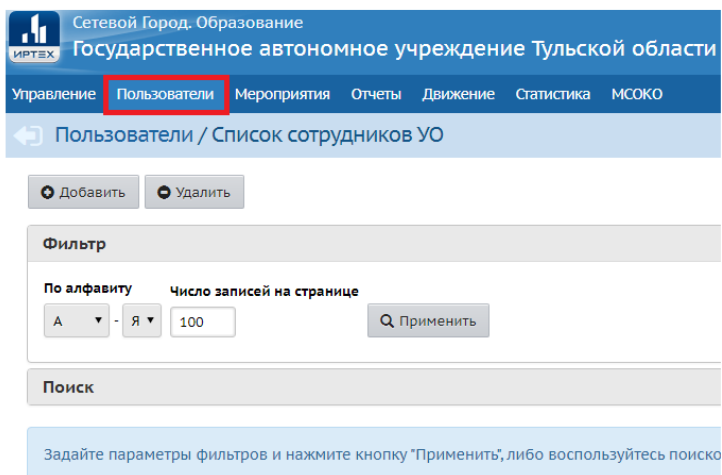 Сетевой Город. Образование
ИРТЕХ Государственное автономное учреждение Тульской области
Управление Пользователи Мероприятия Отчеты Движение Статистика МСОКО
Пользователи / Список сотрудников УО
Добавить Удалить
Фильтр
По алфавиту Число записей на странице
А - Я 100 Применить
Поиск
Задайте параметры фильтров и нажмите кнопку "Применить", либо воспользуйтесь поиско